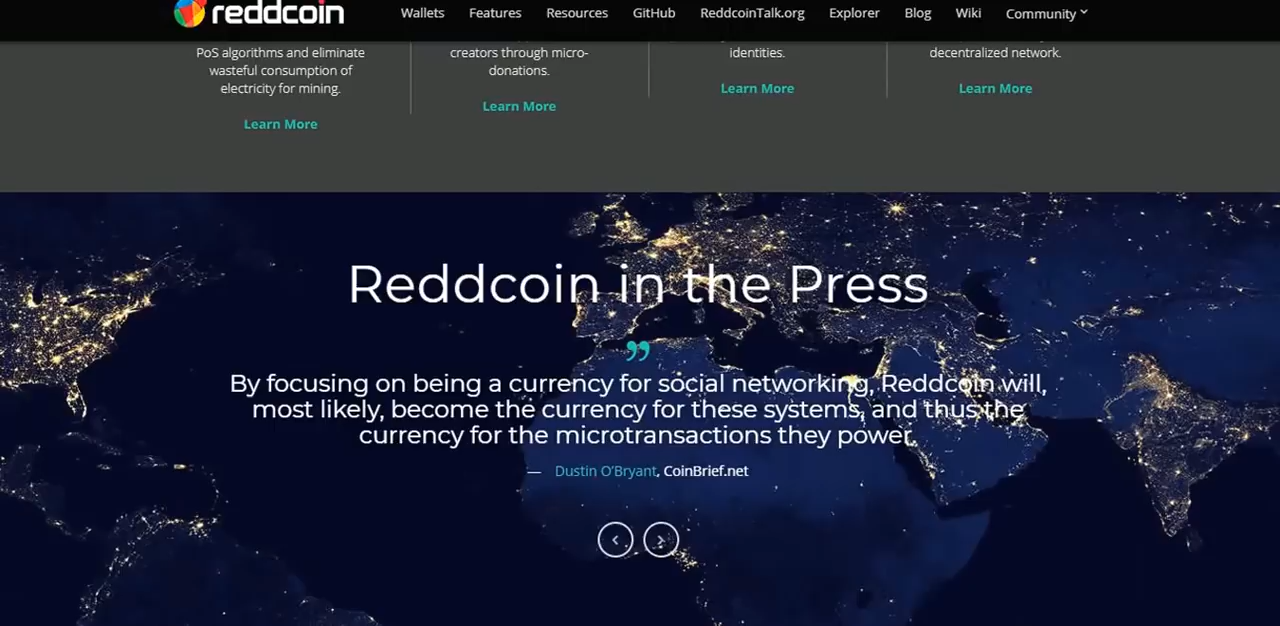 reddcoin
Wallets Features Resources GitHub ReddcoinTalk.org Explorer Blog Wiki Community
PoS algorithms and eliminate
wasteful consumption of
electricity for mining.
Learn More
creators through micro-
donations.
Learn More
identities.
Learn More
decentralized network.
Learn More
Reddcoin in the Press
”
By focusing on being a currency for social networking, Reddcoin will,
most likely, become the currency for these systems, and thus the
currency for the microtransactions they power.
— Dustin O’Bryant, CoinBrief.net